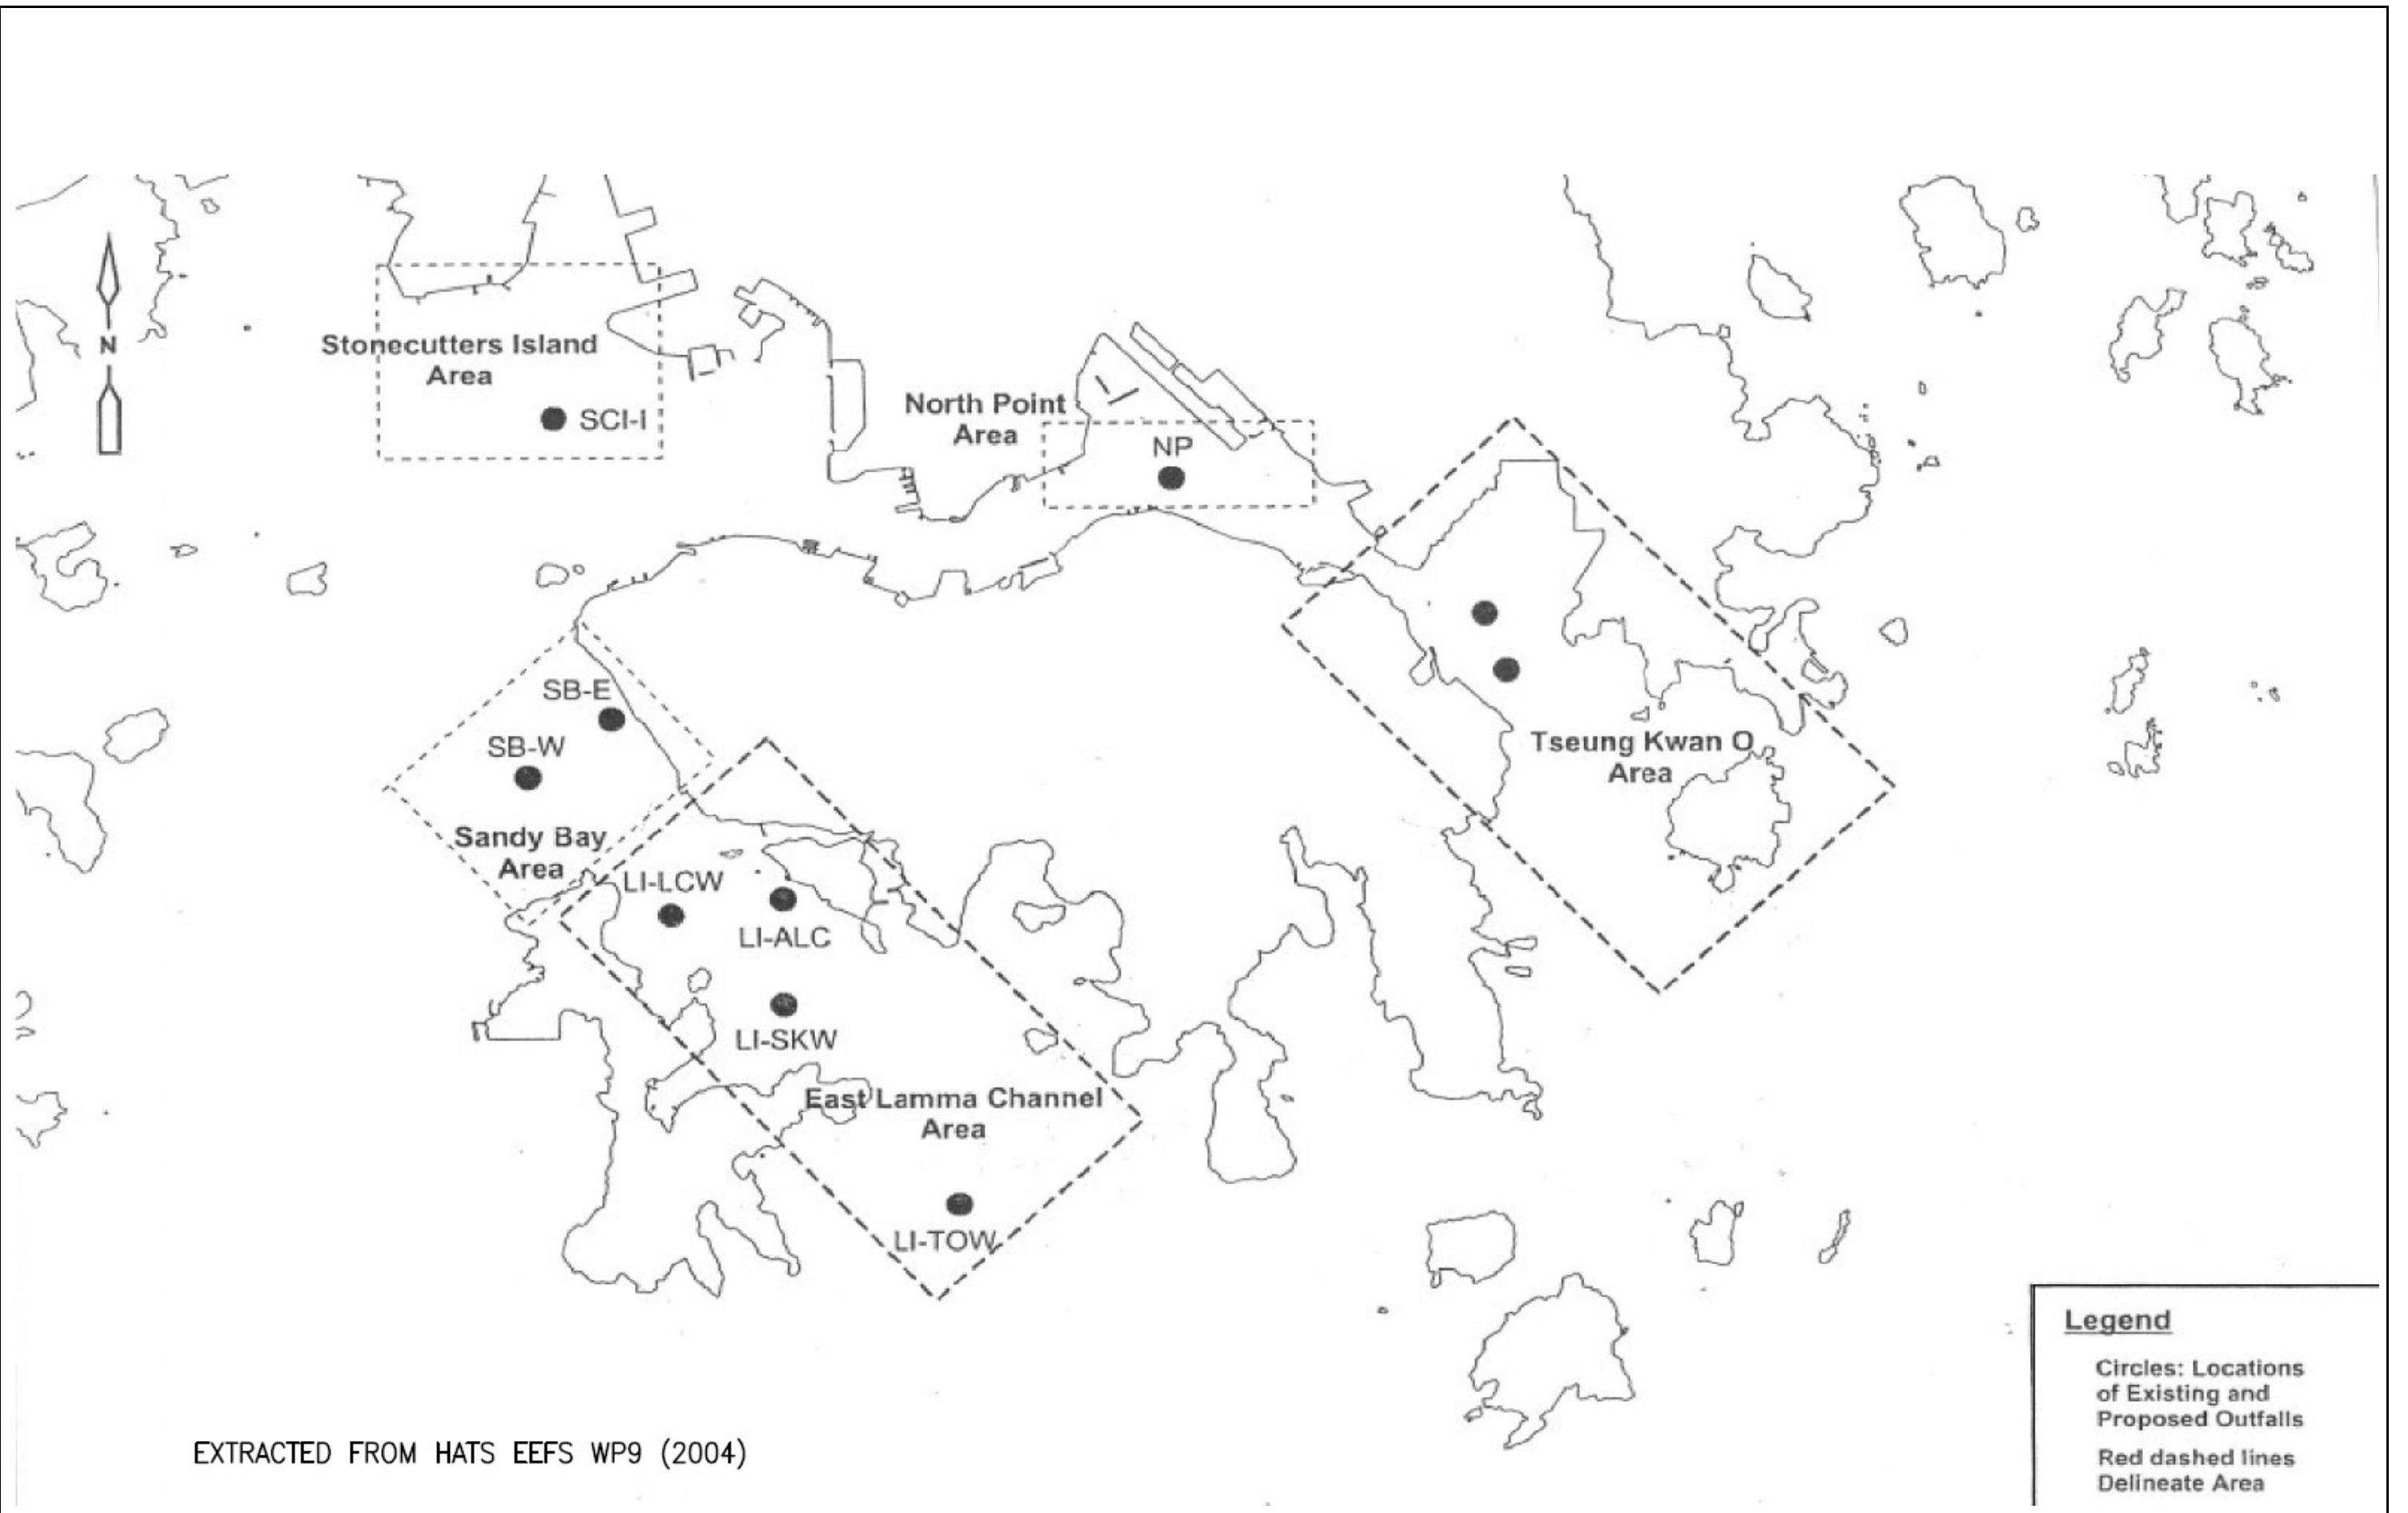 N
Stonecutters Island
Area
SCI-I
North Point
Area
NP
SB-E
SB-W
Sandy Bay
Area
Tseung Kwan O
Area
LI-LCW
LI-ALC
LI-SKW
East Lamma Channel
Area
LI-TOW
Legend
Circles: Locations
of Existing and
Proposed Outfalls
Red dashed lines
Delineate Area
EXTRACTED FROM HATS EEFS WP9 (2004)